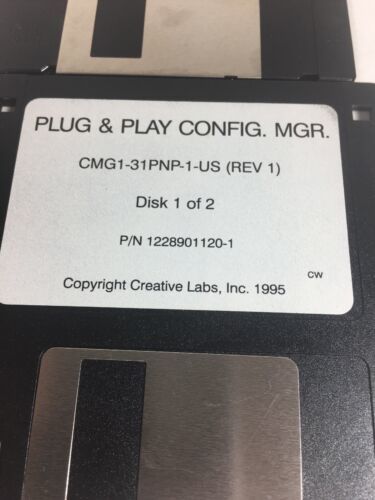 PLUG & PLAY CONFIG. MGR.
CMG1-31PNP-1-US (REV 1)
Disk 1 of 2
P/N 1228901120-1
CW
Copyright Creative Labs, Inc. 1995